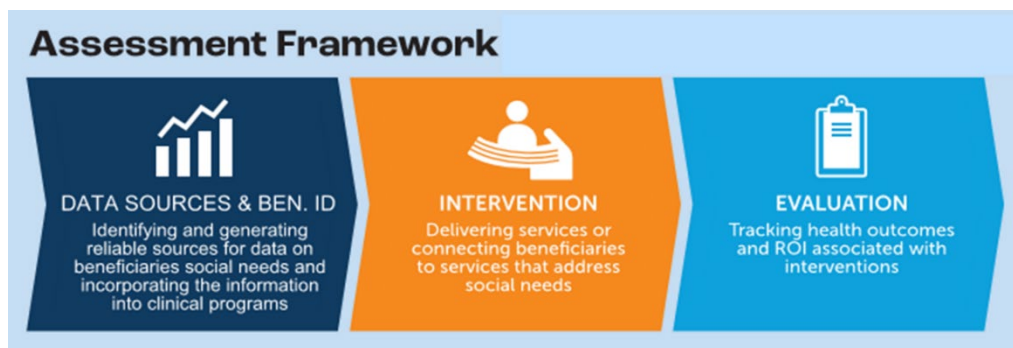 Assessment Framework
DATA SOURCES & BEN. ID
Identifying and generating
reliable sources for data on
beneficiaries social needs and
incorporating the information
into clinical programs
INTERVENTION
Delivering services or
connecting beneficiaries
to services that address
social needs
EVALUATION
Tracking health outcomes
and ROI associated with
interventions